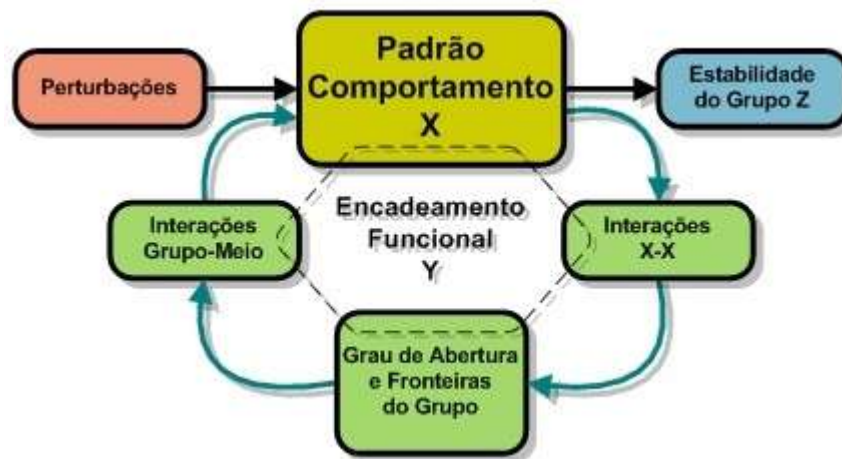 Perturbações
Padrão
Comportamento
X
Estabilidade
do Grupo Z
Interações
Grupo-Meio
Encadeamento
Funcional
Y
Interações
X-X
Grau de Abertura
e Fronteiras
do Grupo